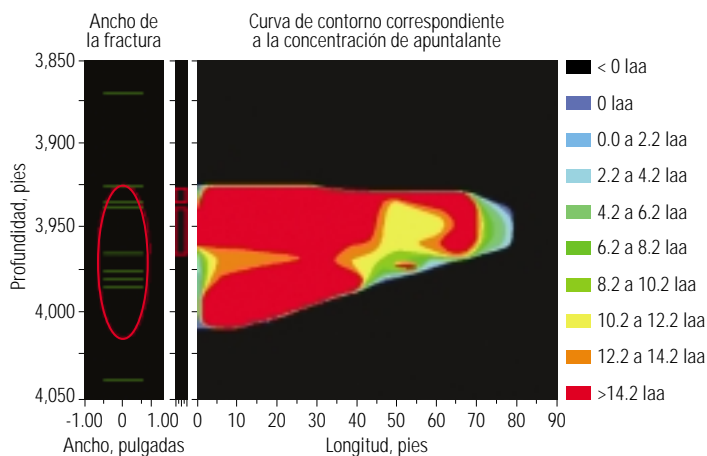 Ancho de
la fractura
Curva de contorno correspondiente
a la concentración de apuntalante
Profundidad, pies
3,850
3,900
3,950
4,000
4,050
-1.00 0 1.00
Ancho, pulgadas
0 10 20 30 40 50 60 70 80 90
Longitud, pies
< 0 laa
0 laa
0.0 a 2.2 laa
2.2 a 4.2 laa
4.2 a 6.2 laa
6.2 a 8.2 laa
8.2 a 10.2 laa
10.2 a 12.2 laa
12.2 a 14.2 laa
>14.2 laa